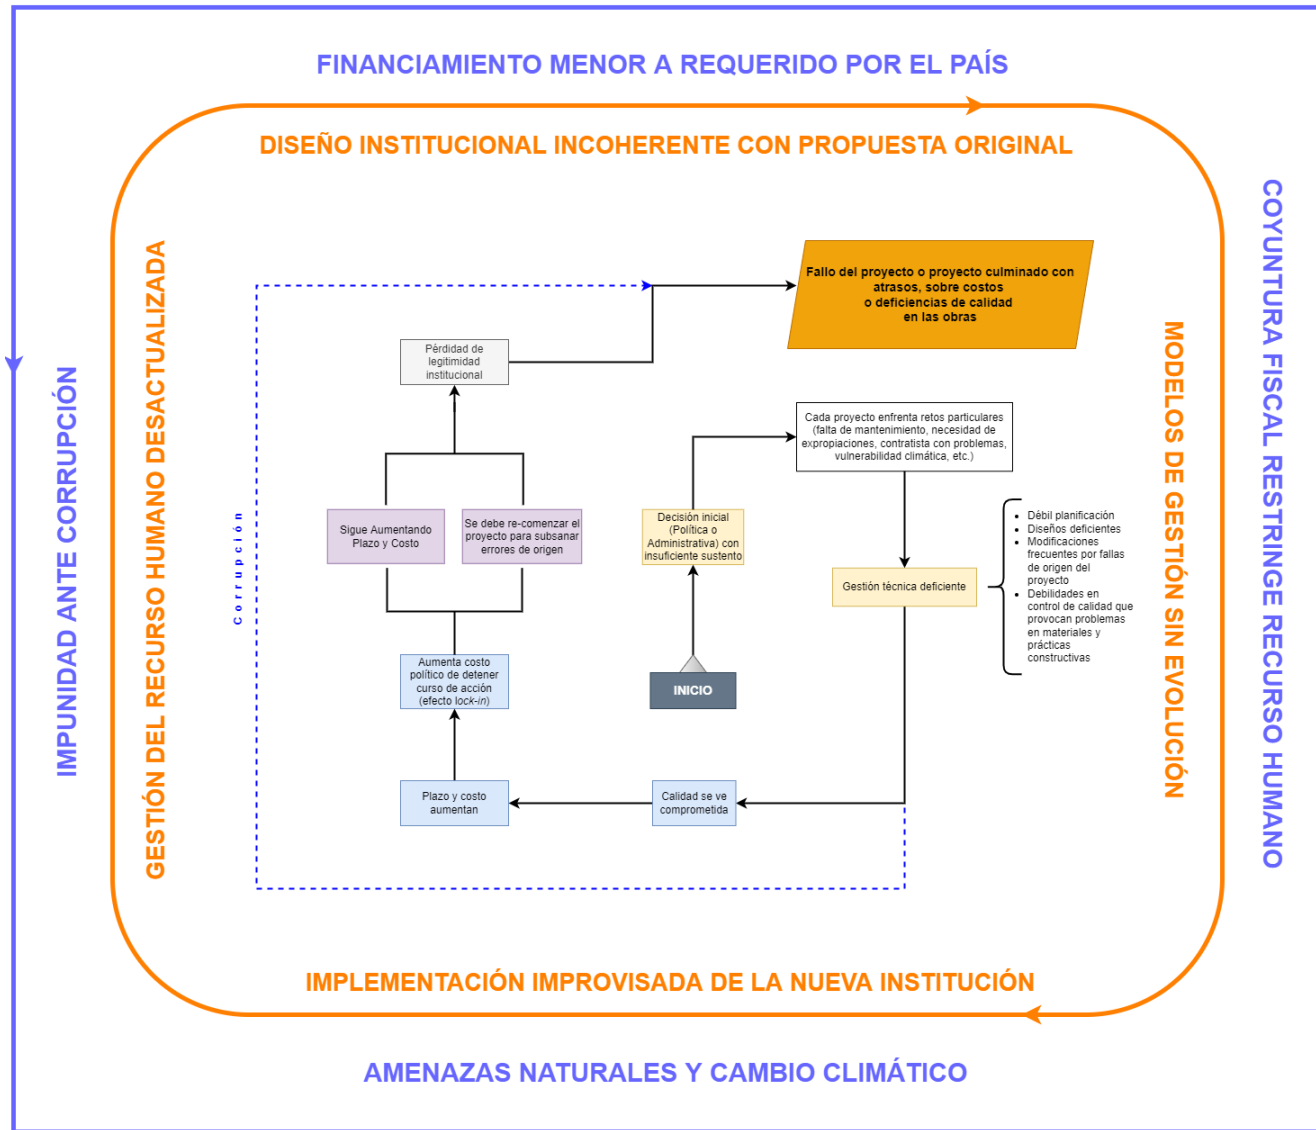 FINANCIAMIENTO MENOR A REQUERIDO POR EL PAÍS
DISEÑO INSTITUCIONAL INCOHERENTE CON PROPUESTA ORIGINAL
IMPUNIDAD ANTE CORRUPCIÓN
GESTIÓN DEL RECURSO HUMANO DESACTUALIZADA
Corrupción
Fallo del proyecto o proyecto culminado con
atrasos, sobre costos
o deficiencias de calidad
en las obras
Pérdidad de
legitimidad
institucional
Cada proyecto enfrenta retos particulares
(falta de mantenimiento, necesidad de
expropiaciones, contratista con problemas,
vulnerabilidad climática, etc.)
Sigue Aumentando
Plazo y Costo
Se debe re-comenzar el
proyecto para subsanar
errores de origen
Decisión inicial
(Política o
Administrativa) con
insuficiente sustento
Gestión técnica deficiente
Débil planificación
Diseños deficientes
Modificaciones
frecuentes por fallas
de origen del
proyecto
Debilidades en
control de calidad que
provocan problemas
en materiales y
prácticas
constructivas
Aumenta costo
político de detener
curso de acción
(efecto lock-in)
INICIO
Plazo y costo
aumentan
Calidad se ve
comprometida
MODELOS DE GESTIÓN SIN EVOLUCIÓN
COYUNTURA FISCAL RESTRINGE RECURSO HUMANO
IMPLEMENTACIÓN IMPROVISADA DE LA NUEVA INSTITUCIÓN
AMENAZAS NATURALES Y CAMBIO CLIMÁTICO